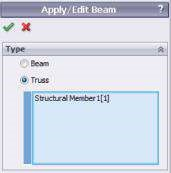 Apply/Edit Beam ?
Type
Beam
Truss
Structural Member1[1]